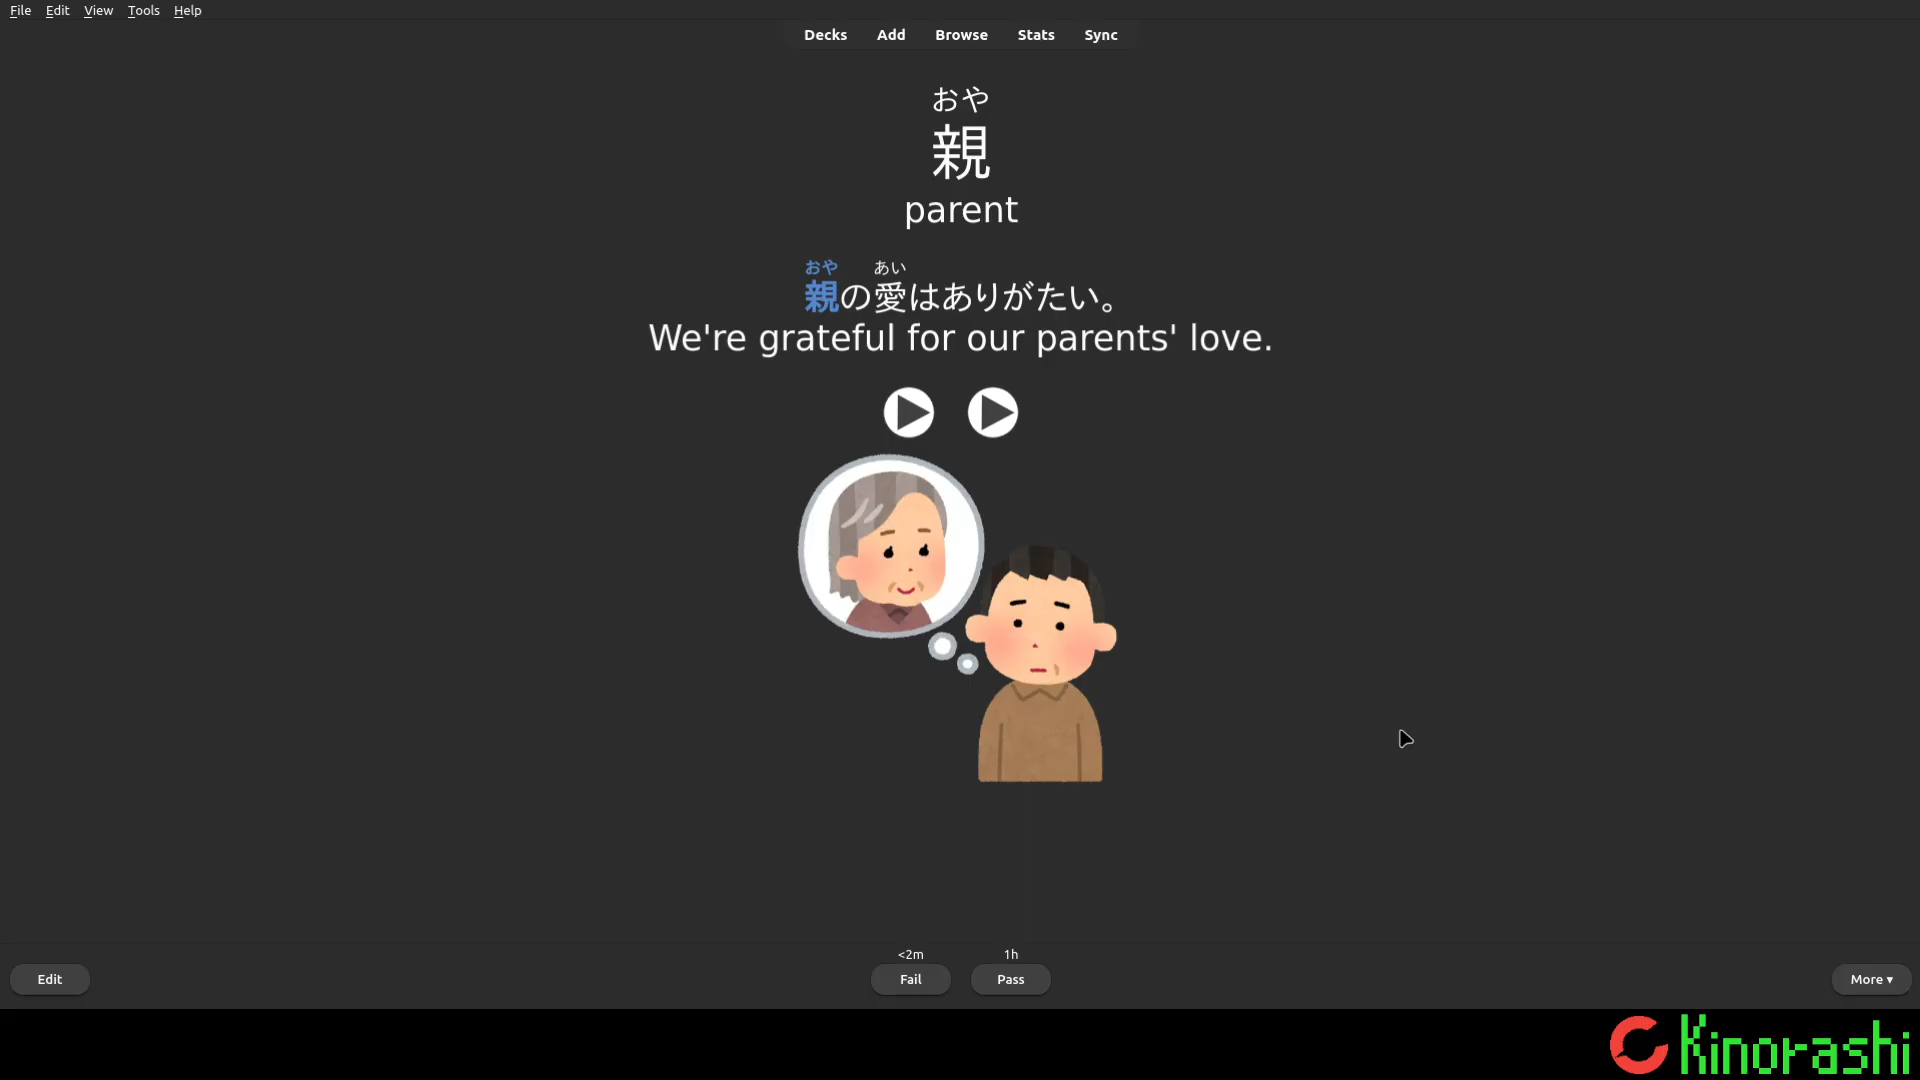 File Edit View Tools Help
Decks Add Browse Stats Sync
おや
親
parent
おや あい
親の愛はありがたい。
We're grateful for our parents' love.
<2m 1h
Edit Fail Pass More ▾
Kinorashi